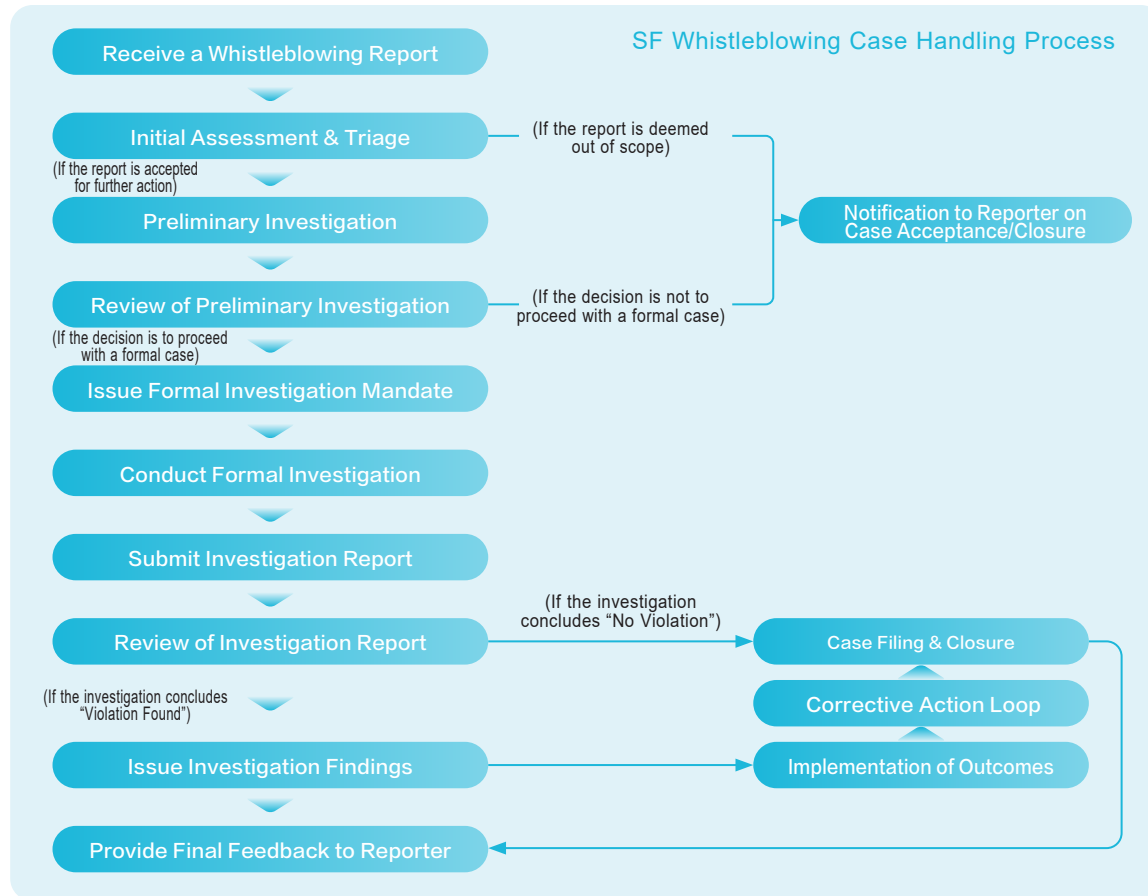 SF Whistleblowing Case Handling Process
Receive a Whistleblowing Report
Initial Assessment & Triage
(If the report is deemed
out of scope)
(If the report is accepted
for further action)
Preliminary Investigation
Notification to Reporter on
Case Acceptance/Closure
Review of Preliminary Investigation
(If the decision is not to
proceed with a formal case)
(If the decision is to proceed
with a formal case)
Issue Formal Investigation Mandate
Conduct Formal Investigation
Submit Investigation Report
Review of Investigation Report
(If the investigation
concludes “No Violation”)
Case Filing & Closure
(If the investigation concludes
“Violation Found”)
Corrective Action Loop
Issue Investigation Findings
Implementation of Outcomes
Provide Final Feedback to Reporter